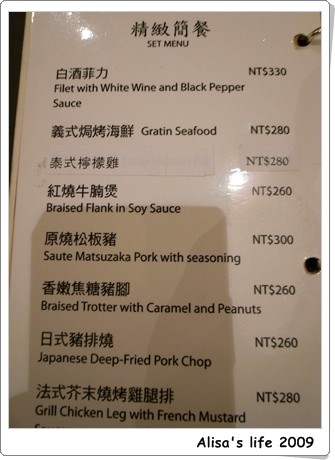 精緻簡餐
SET MENU
白酒菲力 NT$330
Filet with White Wine and Black Pepper
Sauce
義式焗烤海鮮 Gratin Seafood NT$280
泰式檸檬雞 NT$280
紅燒牛腩煲 NT$260
Braised Flank in Soy Sauce
原燒松板豬 NT$300
Saute Matsuzaka Pork with seasoning
香嫩焦糖豬腳 NT$260
Braised Trotter with Caramel and Peanuts
日式豬排燒 NT$260
Japanese Deep-Fried Pork Chop
法式芥末燒烤雞腿排 NT$280
Grill Chicken Leg with French Mustard
Alisa's life 2009